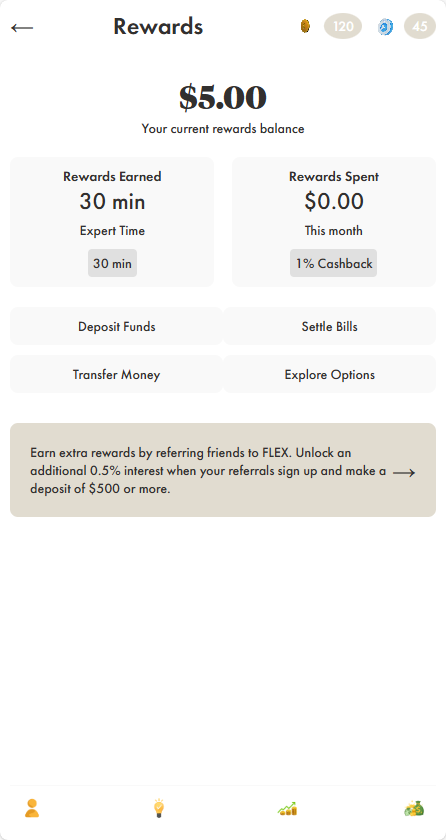 Rewards
120
45
$5.00
Your current rewards balance
Rewards Earned
30 min
Expert Time
30 min
Rewards Spent
$0.00
This month
1% Cashback
Deposit Funds
Settle Bills
Transfer Money
Explore Options
Earn extra rewards by referring friends to FLEX. Unlock an
additional 0.5% interest when your referrals sign up and make a
deposit of $500 or more.